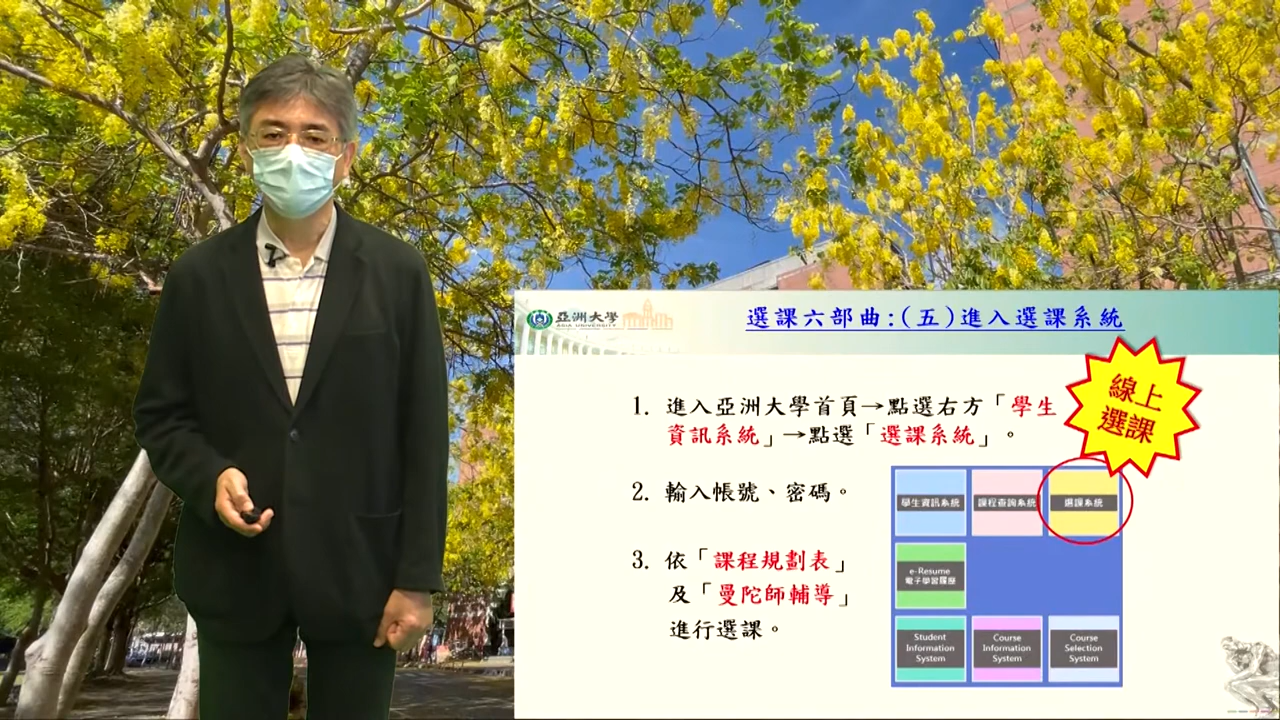 亞洲大學
ASIA UNIVERSITY
選課六部曲:(五)進入選課系統
線上
選課
1. 進入亞洲大學首頁→點選右方「學生
資訊系統」→點選「選課系統」。
2. 輸入帳號、密碼。
3. 依「課程規劃表」
及「曼陀師輔導」
進行選課。
學生資訊系統
課程查詢系統
選課系統
e-Resume
電子學習履歷
Student
Information
System
Course
Information
System
Course
Selection
System